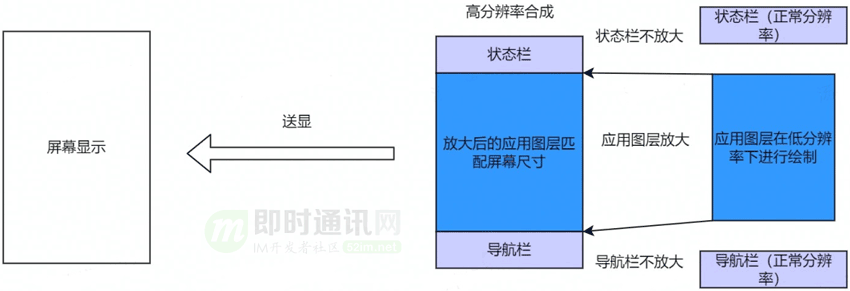 高分辨率合成
状态栏不放大
状态栏（正常分辨
率）
状态栏
屏幕显示
送显
放大后的应用图层匹
配屏幕尺寸
应用图层放大
应用图层在低分辨
率下进行绘制
即时通讯网
IM开发者社区 52im.net
导航栏
导航栏不放大
导航栏（正常分辨
率）